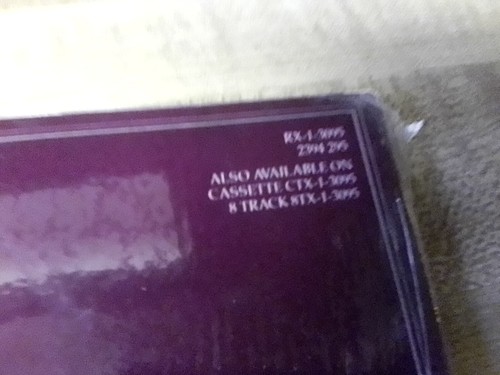 RX-1-3095
2394 295
ALSO AVAILABLE ON
CASSETTE CTX-1-3095
8 TRACK 8TX-1-3095